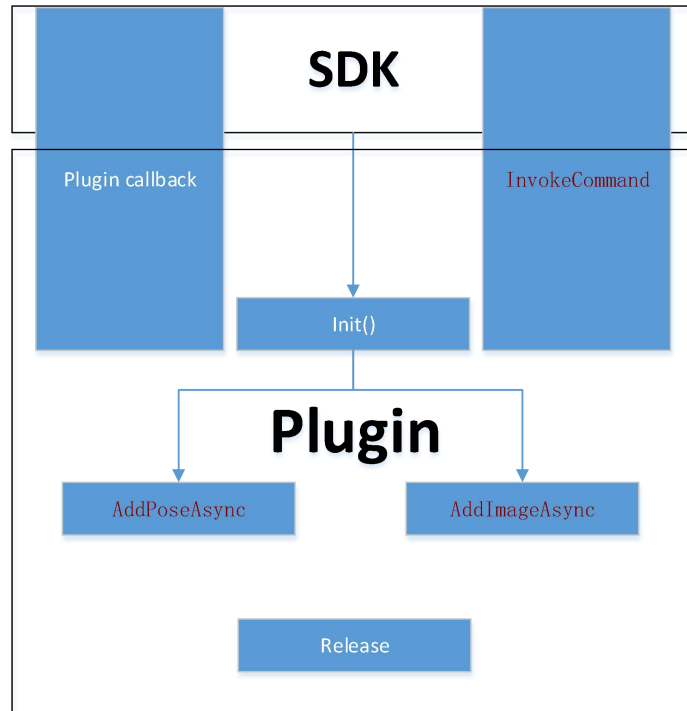 SDK
Plugin callback
InvokeCommand
Init()
Plugin
AddPoseAsync
AddImageAsync
Release